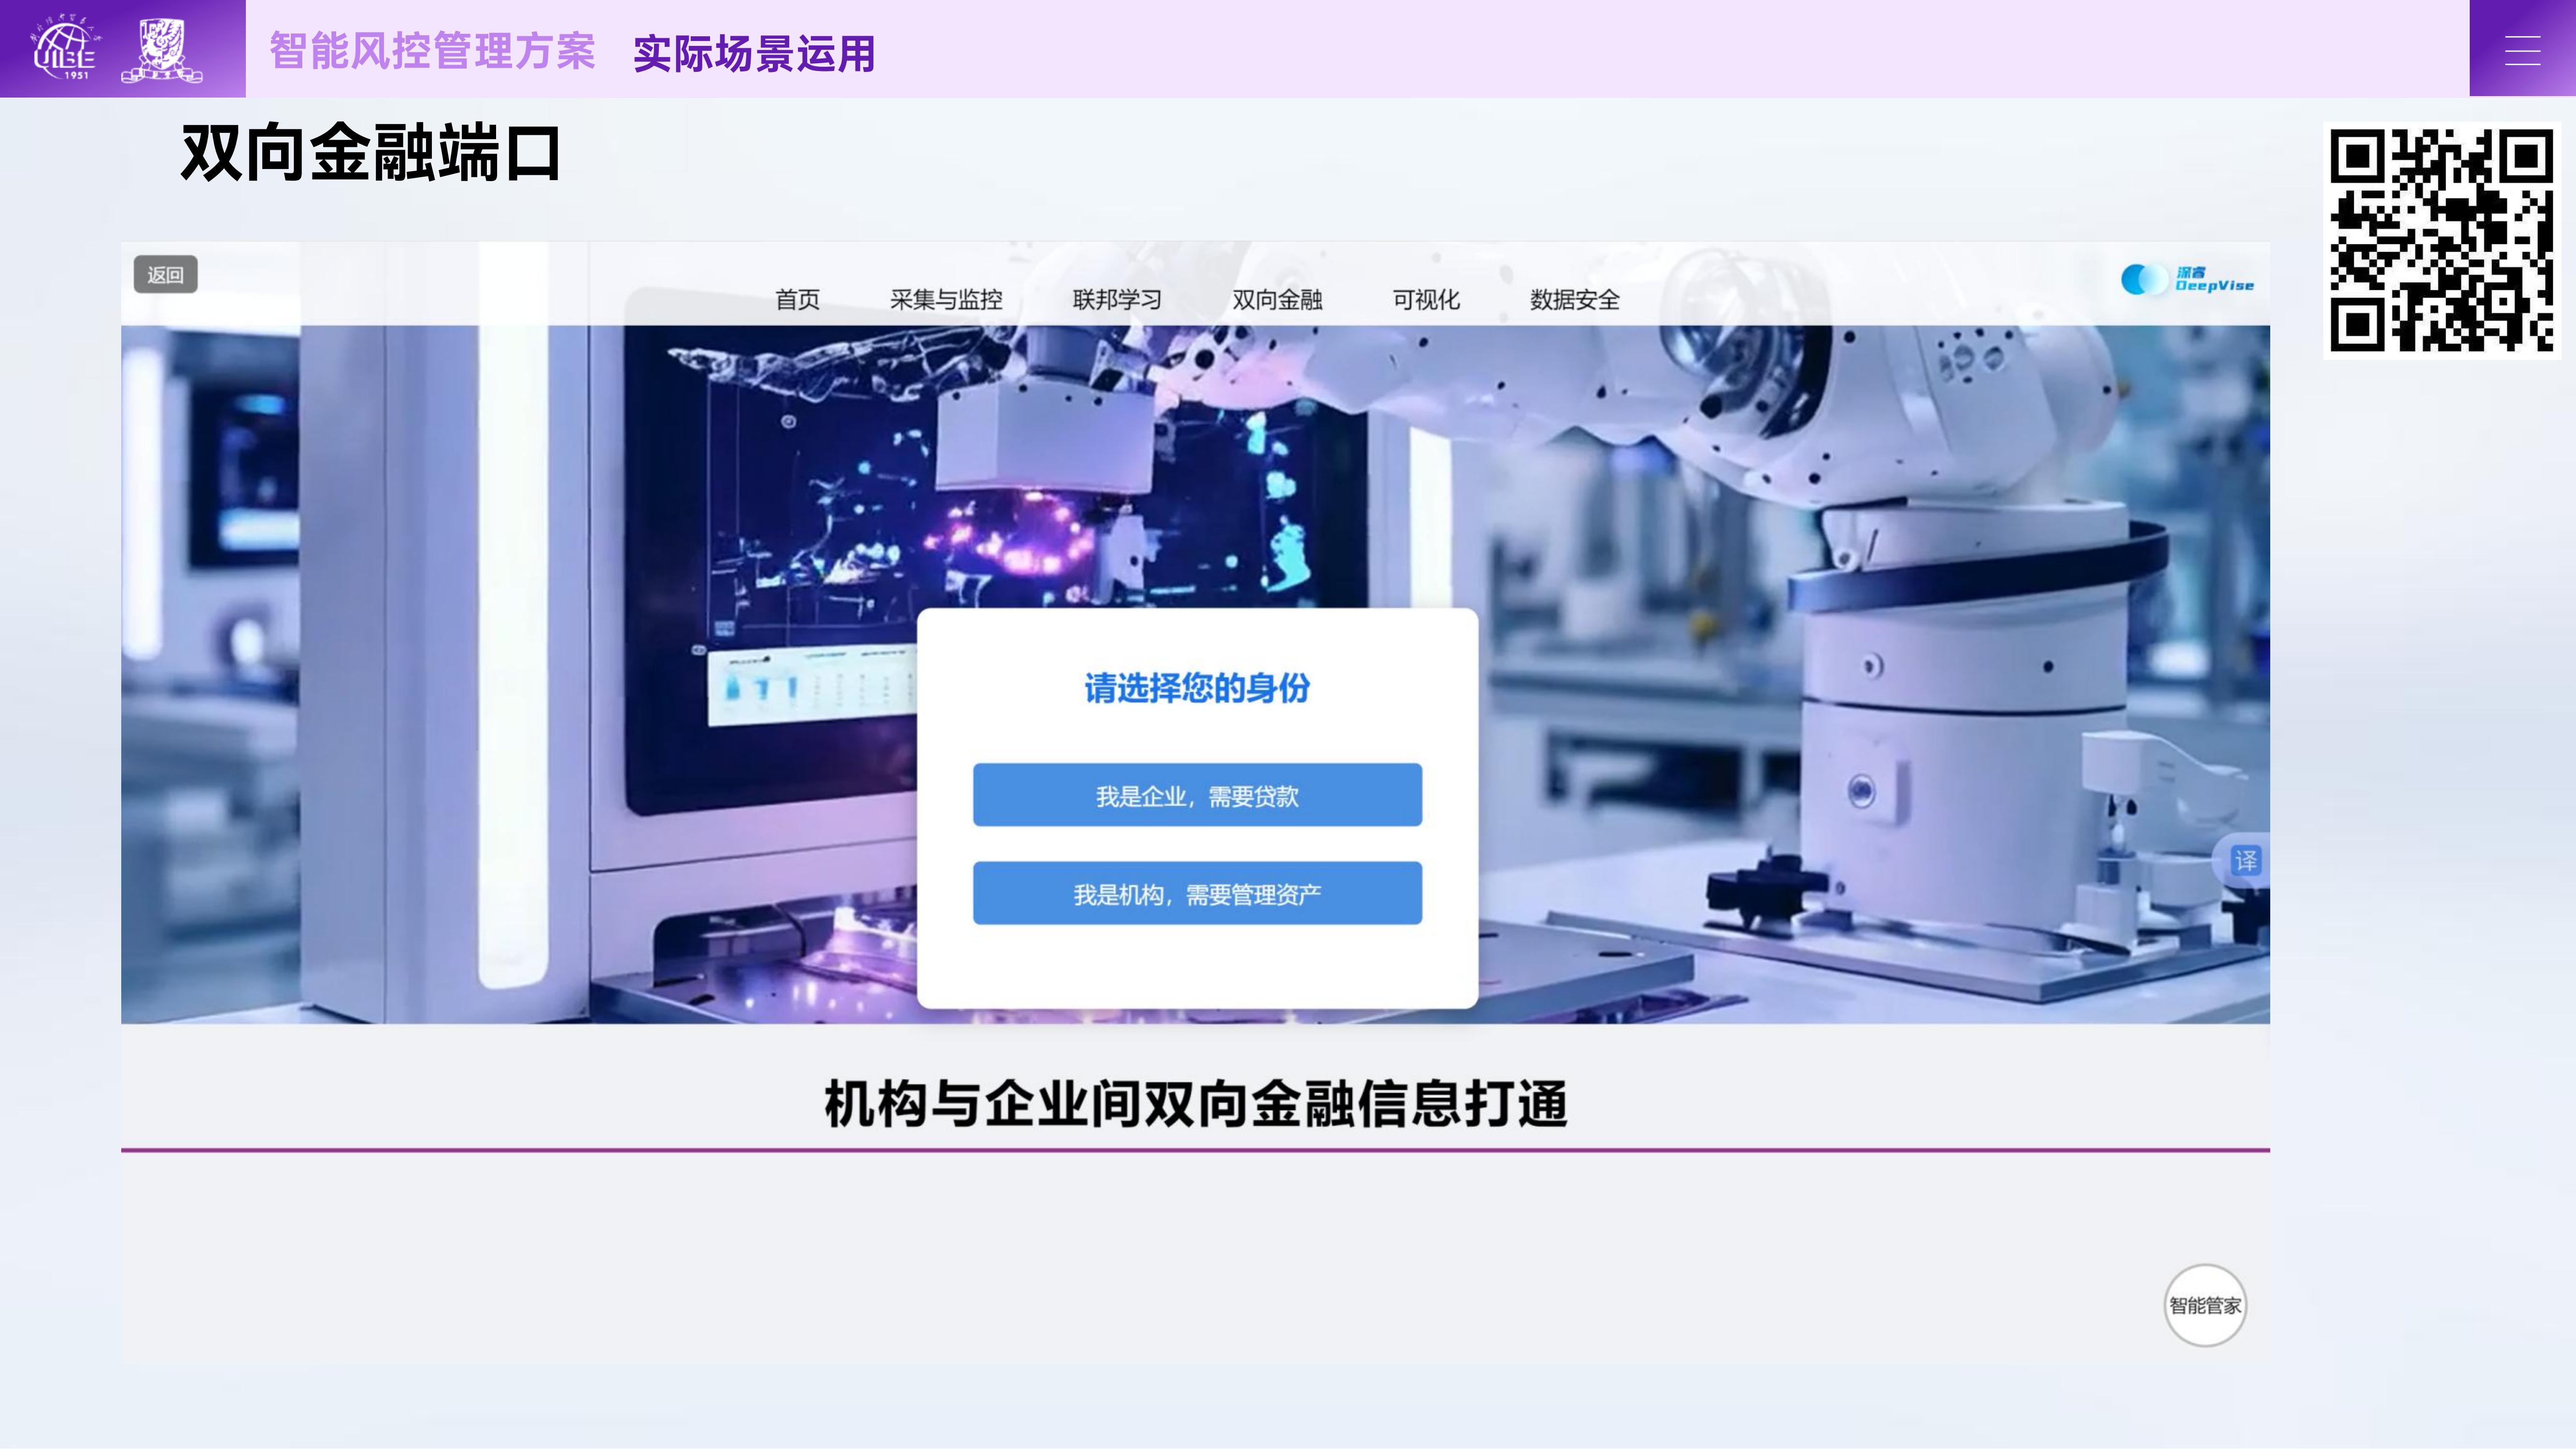 UIBE
1951
智能风控管理方案 实际场景运用
双向金融端口
返回
首页 采集与监控 联邦学习 双向金融 可视化 数据安全
深睿
DeepVise
请选择您的身份
我是企业，需要贷款
我是机构，需要管理资产
译
机构与企业间双向金融信息打通
智能管家